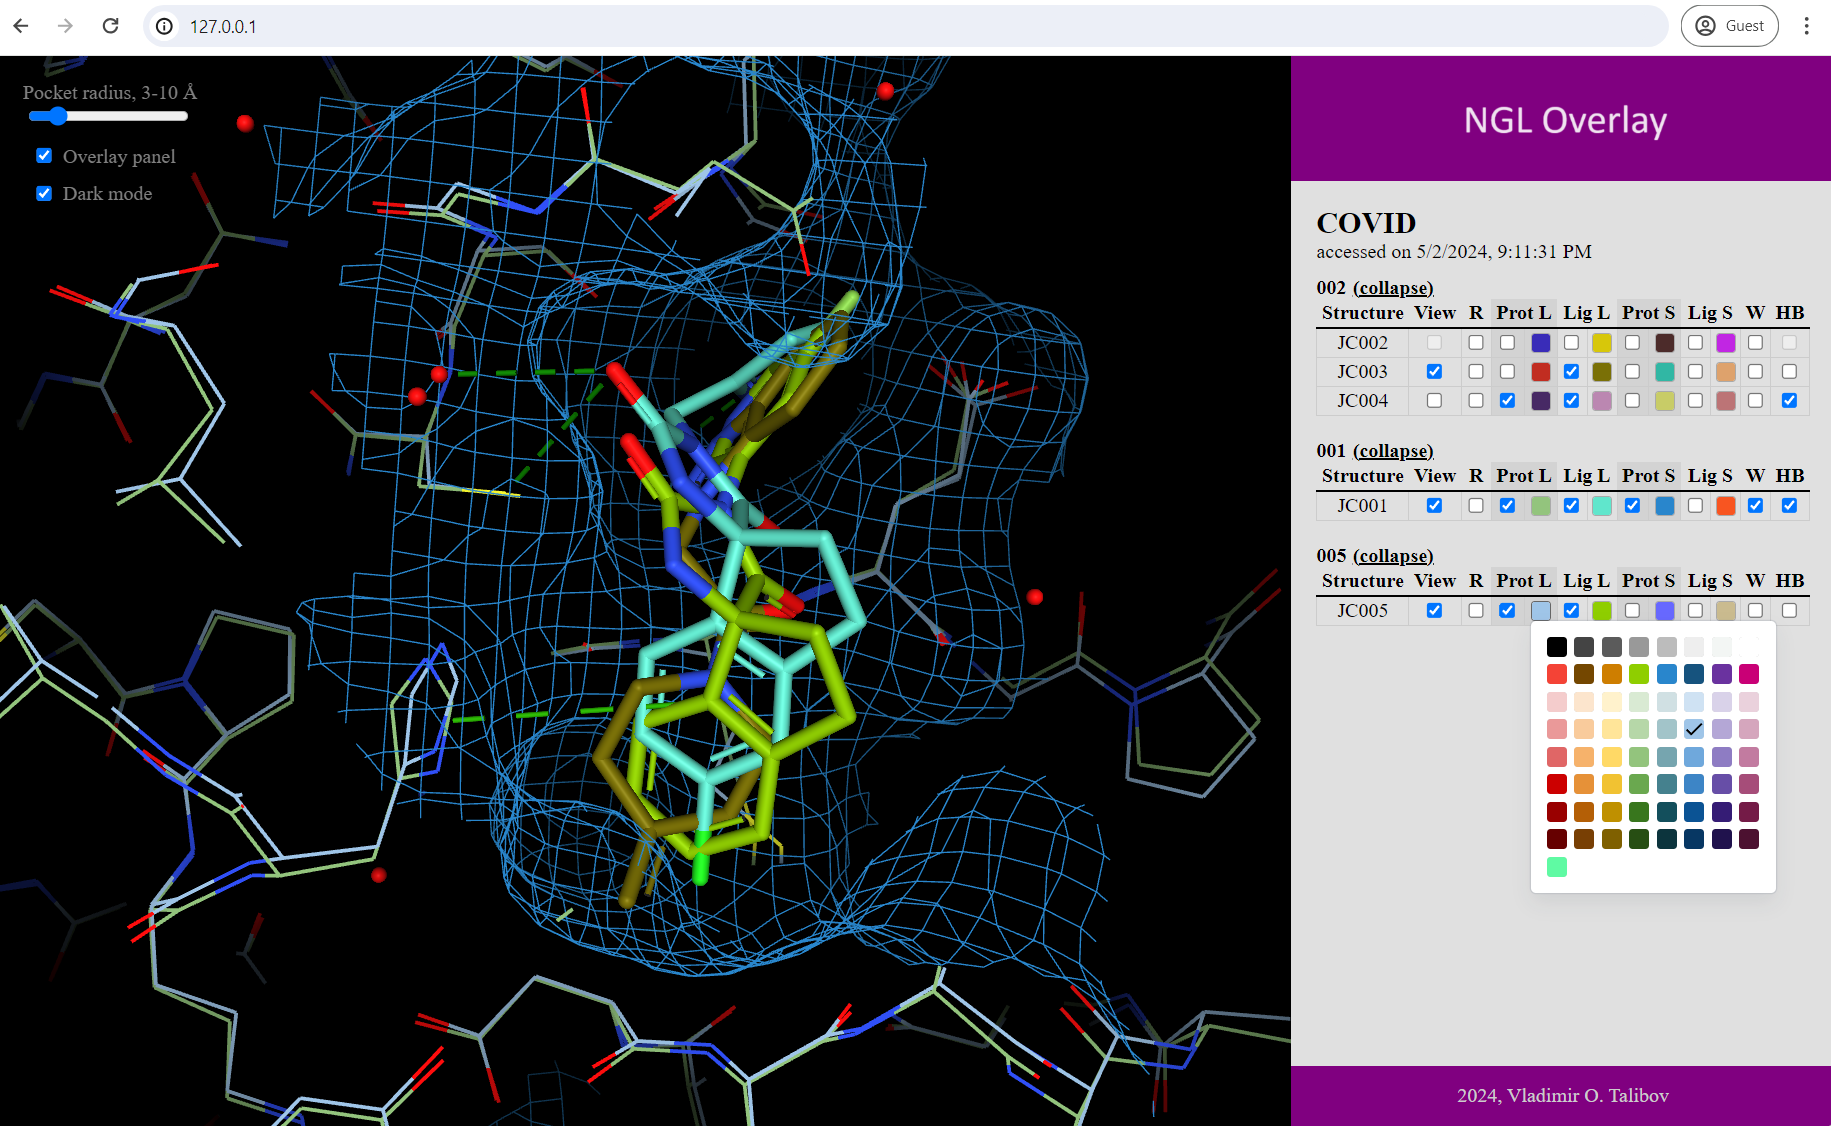 127.0.0.1
Guest
Pocket radius, 3-10 Å
Overlay panel
Dark mode
NGL Overlay
COVID
accessed on 5/2/2024, 9:11:31 PM
002 (collapse)
Structure View R Prot L Lig L Prot S Lig S W HB
JC002
JC003
JC004
001 (collapse)
Structure View R Prot L Lig L Prot S Lig S W HB
JC001
005 (collapse)
Structure View R Prot L Lig L Prot S Lig S W HB
JC005
2024, Vladimir O. Talibov